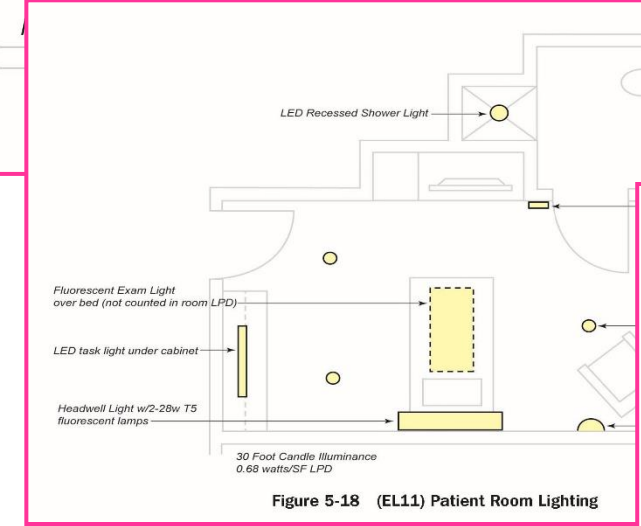 LED Recessed Shower Light
Fluorescent Exam Light
over bed (not counted in room LPD)
LED task light under cabinet
Headwell Light w/2-28w T5
fluorescent lamps
30 Foot Candle Illuminance
0.68 watts/SF LPD
Figure 5-18 (EL11) Patient Room Lighting